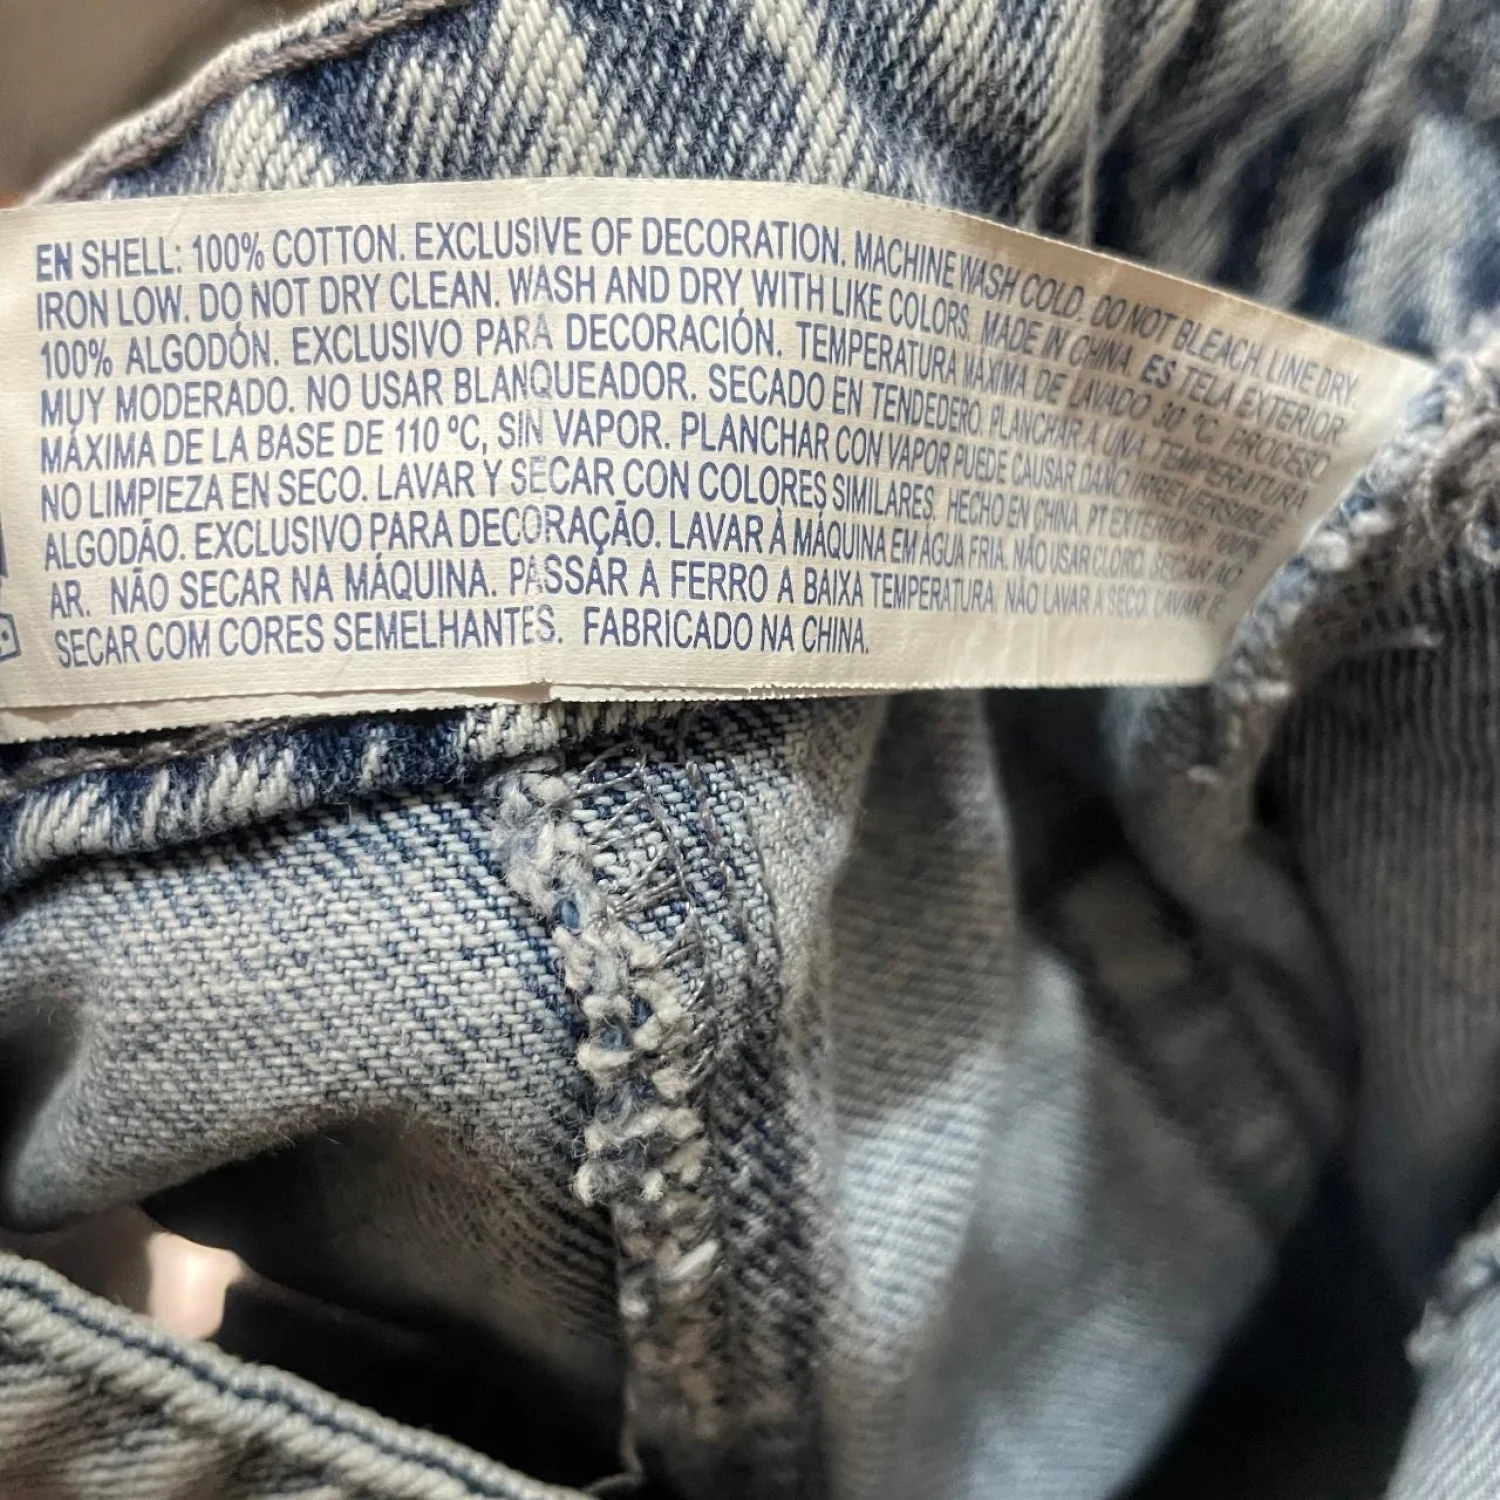 EN SHELL: 100% COTTON. EXCLUSIVE OF DECORATION. MACHINE WASH COLD. DO NOT BLEACH. LINE DRY.
IRON LOW. DO NOT DRY CLEAN. WASH AND DRY WITH LIKE COLORS. MADE IN CHINA. ES TELA EXTERIOR:
100% ALGODÓN. EXCLUSIVO PARA DECORACIÓN. TEMPERATURA MÁXIMA DE LAVADO 30 ºC. PROCESO
MUY MODERADO. NO USAR BLANQUEADOR. SECADO EN TENDEDERO. PLANCHAR A UNA TEMPERATURA
MÁXIMA DE LA BASE DE 110 ºC, SIN VAPOR. PLANCHAR CON VAPOR PUEDE CAUSAR DAÑO IRREVERSIBLE.
NO LIMPIEZA EN SECO. LAVAR Y SECAR CON COLORES SIMILARES. HECHO EN CHINA. PT EXTERIOR: 100%
ALGODÃO. EXCLUSIVO PARA DECORAÇÃO. LAVAR À MÁQUINA EM ÁGUA FRIA. NÃO USAR CLORO. SECAR AO
AR. NÃO SECAR NA MÁQUINA. PASSAR A FERRO A BAIXA TEMPERATURA. NÃO LAVAR A SECO. LAVAR E
SECAR COM CORES SEMELHANTES. FABRICADO NA CHINA.